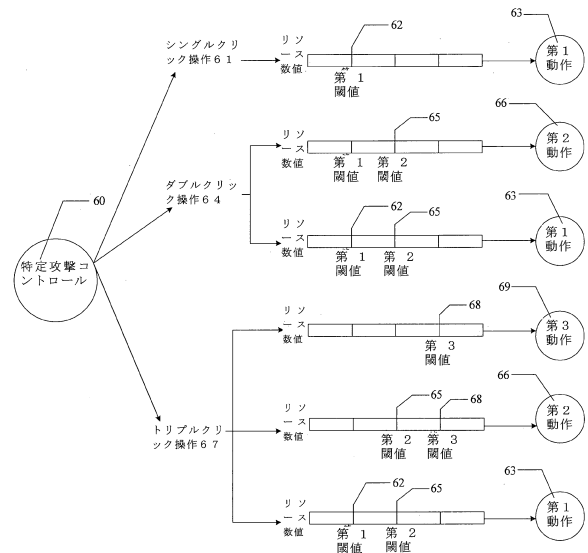 60
特定攻撃コ
ントロール
シングルクリ
ック操作61
リソ
ース
数値
62
第1
閾値
63
第1
動作
ダブルクリッ
ク操作64
リソ
ース
数値
65
第1
閾値
第2
閾値
66
第2
動作
リソ
ース
数値
62
65
第1
閾値
第2
閾値
63
第1
動作
トリプルクリ
ック操作67
リソ
ース
数値
68
第3
閾値
69
第3
動作
リソ
ース
数値
65
68
第2
閾値
第3
閾値
66
第2
動作
リソ
ース
数値
62
65
第1
閾値
第2
閾値
63
第1
動作